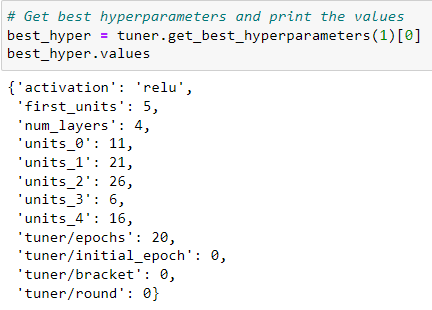 # Get best hyperparameters and print the values
best_hyper = tuner.get_best_hyperparameters(1)[0]
best_hyper.values
{'activation': 'relu',
 'first_units': 5,
 'num_layers': 4,
 'units_0': 11,
 'units_1': 21,
 'units_2': 26,
 'units_3': 6,
 'units_4': 16,
 'tuner/epochs': 20,
 'tuner/initial_epoch': 0,
 'tuner/bracket': 0,
 'tuner/round': 0}